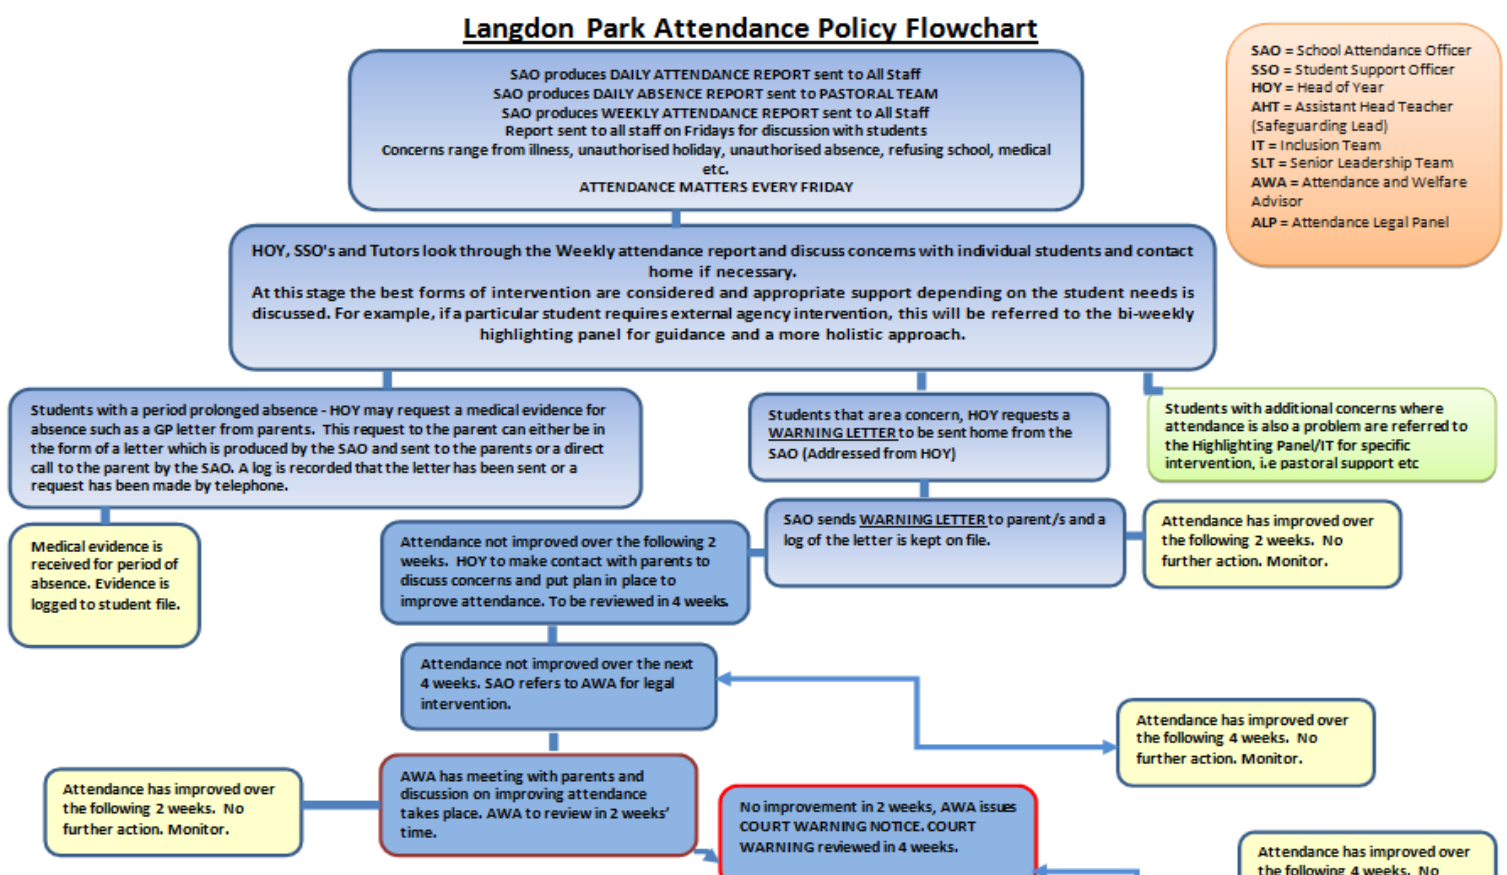 Langdon Park Attendance Policy Flowchart
SAO produces DAILY ATTENDANCE REPORT sent to All Staff
SAO produces DAILY ABSENCE REPORT sent to PASTORAL TEAM
SAO produces WEEKLY ATTENDANCE REPORT sent to All Staff
Report sent to all staff on Fridays for discussion with students
Concerns range from illness, unauthorised holiday, unauthorised absence, refusing school, medical
etc.
ATTENDANCE MATTERS EVERY FRIDAY
SAO = School Attendance Officer
SSO = Student Support Officer
HOY = Head of Year
AHT = Assistant Head Teacher
(Safeguarding Lead)
IT = Inclusion Team
SLT = Senior Leadership Team
AWA = Attendance and Welfare
Advisor
ALP = Attendance Legal Panel
HOY, SSO's and Tutors look through the Weekly attendance report and discuss concerns with individual students and contact
home if necessary.
At this stage the best forms of intervention are considered and appropriate support depending on the student needs is
discussed. For example, if a particular student requires external agency intervention, this will be referred to the bi-weekly
highlighting panel for guidance and a more holistic approach.
Students with a period prolonged absence - HOY may request a medical evidence for
absence such as a GP letter from parents. This request to the parent can either be in
the form of a letter which is produced by the SAO and sent to the parents or a direct
call to the parent by the SAO. A log is recorded that the letter has been sent or a
request has been made by telephone.
Students that are a concern, HOY requests a
WARNING LETTER to be sent home from the
SAO (Addressed from HOY)
Students with additional concerns where
attendance is also a problem are referred to
the Highlighting Panel/IT for specific
intervention, i.e pastoral support etc
Medical evidence is
received for period of
absence. Evidence is
logged to student file.
Attendance not improved over the following 2
weeks. HOY to make contact with parents to
discuss concerns and put plan in place to
improve attendance. To be reviewed in 4 weeks.
SAO sends WARNING LETTER to parent/s and a
log of the letter is kept on file.
Attendance has improved over
the following 2 weeks. No
further action. Monitor.
Attendance not improved over the next
4 weeks. SAO refers to AWA for legal
intervention.
Attendance has improved over
the following 4 weeks. No
further action. Monitor.
Attendance has improved over
the following 2 weeks. No
further action. Monitor.
AWA has meeting with parents and
discussion on improving attendance
takes place. AWA to review in 2 weeks'
time.
No improvement in 2 weeks, AWA issues
COURT WARNING NOTICE. COURT
WARNING reviewed in 4 weeks.
Attendance has improved over
the following 4 weeks. No